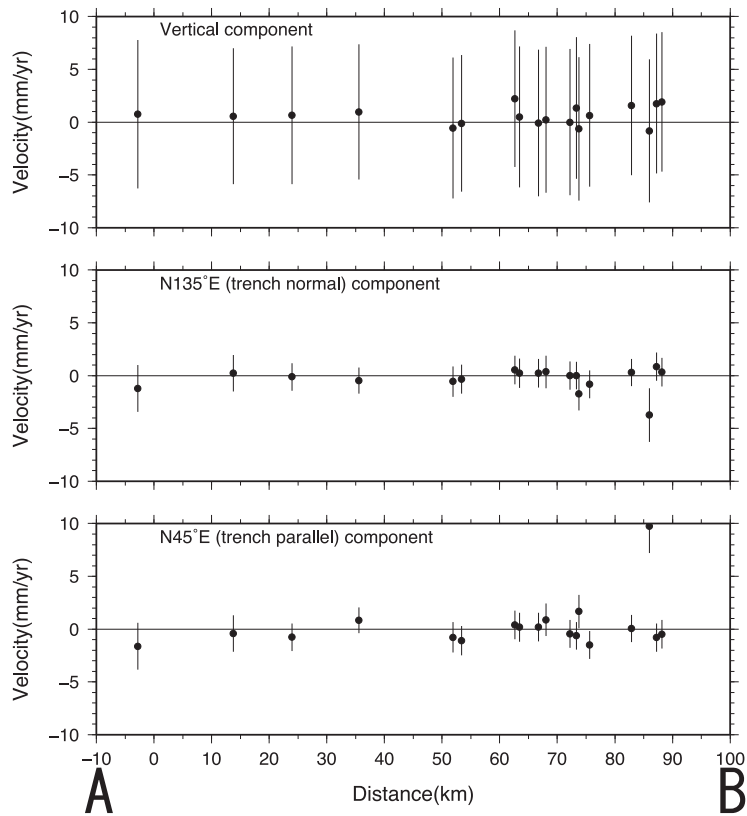 10
Vertical component
5
0
−5
−10
Velocity(mm/yr)
10
N135°E (trench normal) component
5
0
−5
−10
Velocity(mm/yr)
10
N45°E (trench parallel) component
5
0
−5
−10
Velocity(mm/yr)
−10 0 10 20 30 40 50 60 70 80 90 100
A Distance(km) B